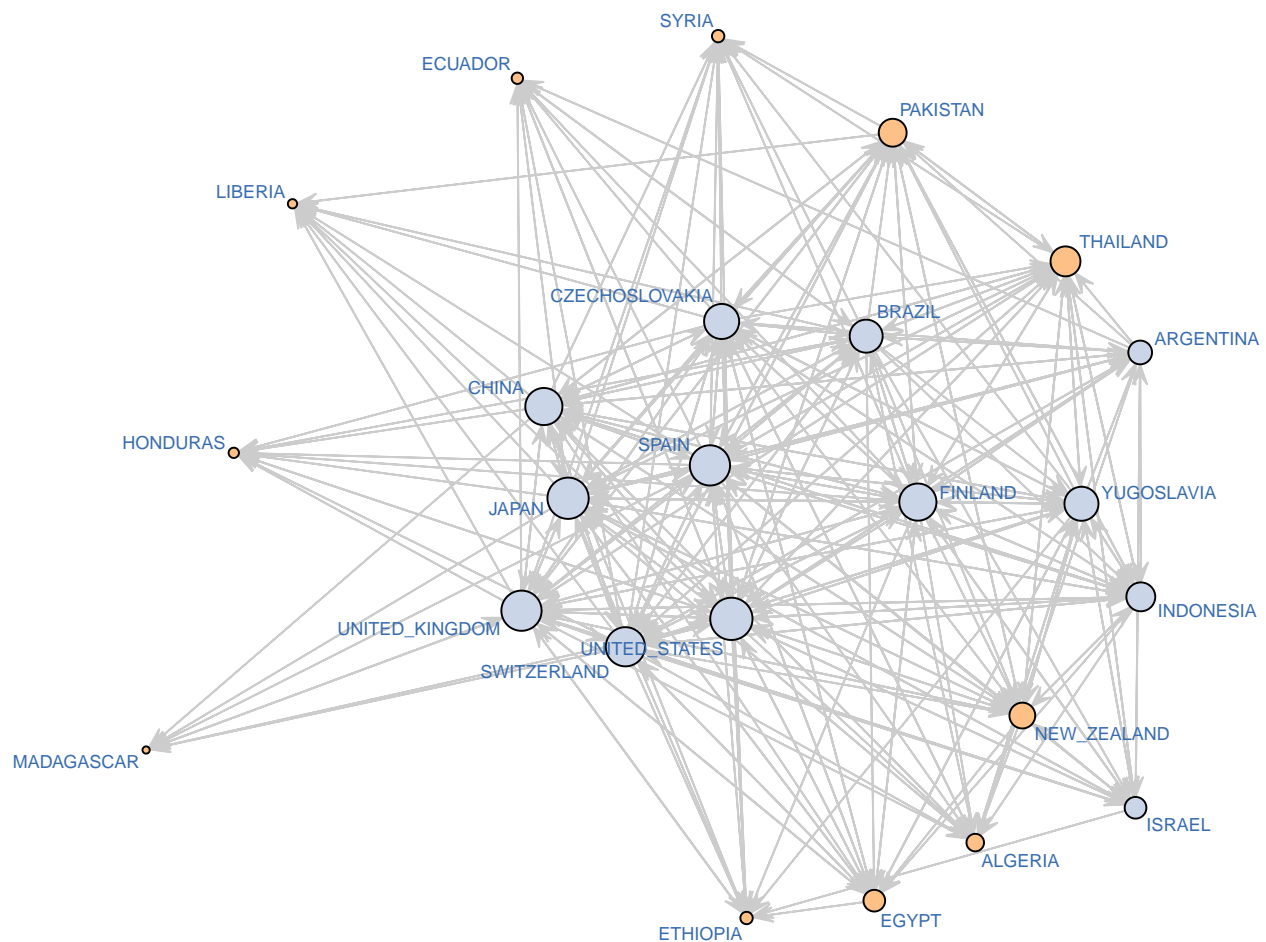 SYRIA
ECUADOR
PAKISTAN
LIBERIA
THAILAND
CZECHOSLOVAKIA
BRAZIL
ARGENTINA
CHINA
HONDURAS
SPAIN
JAPAN
FINLAND
YUGOSLAVIA
INDONESIA
UNITED_KINGDOM
UNITED_STATES
SWITZERLAND
NEW_ZEALAND
MADAGASCAR
ISRAEL
ALGERIA
EGYPT
ETHIOPIA